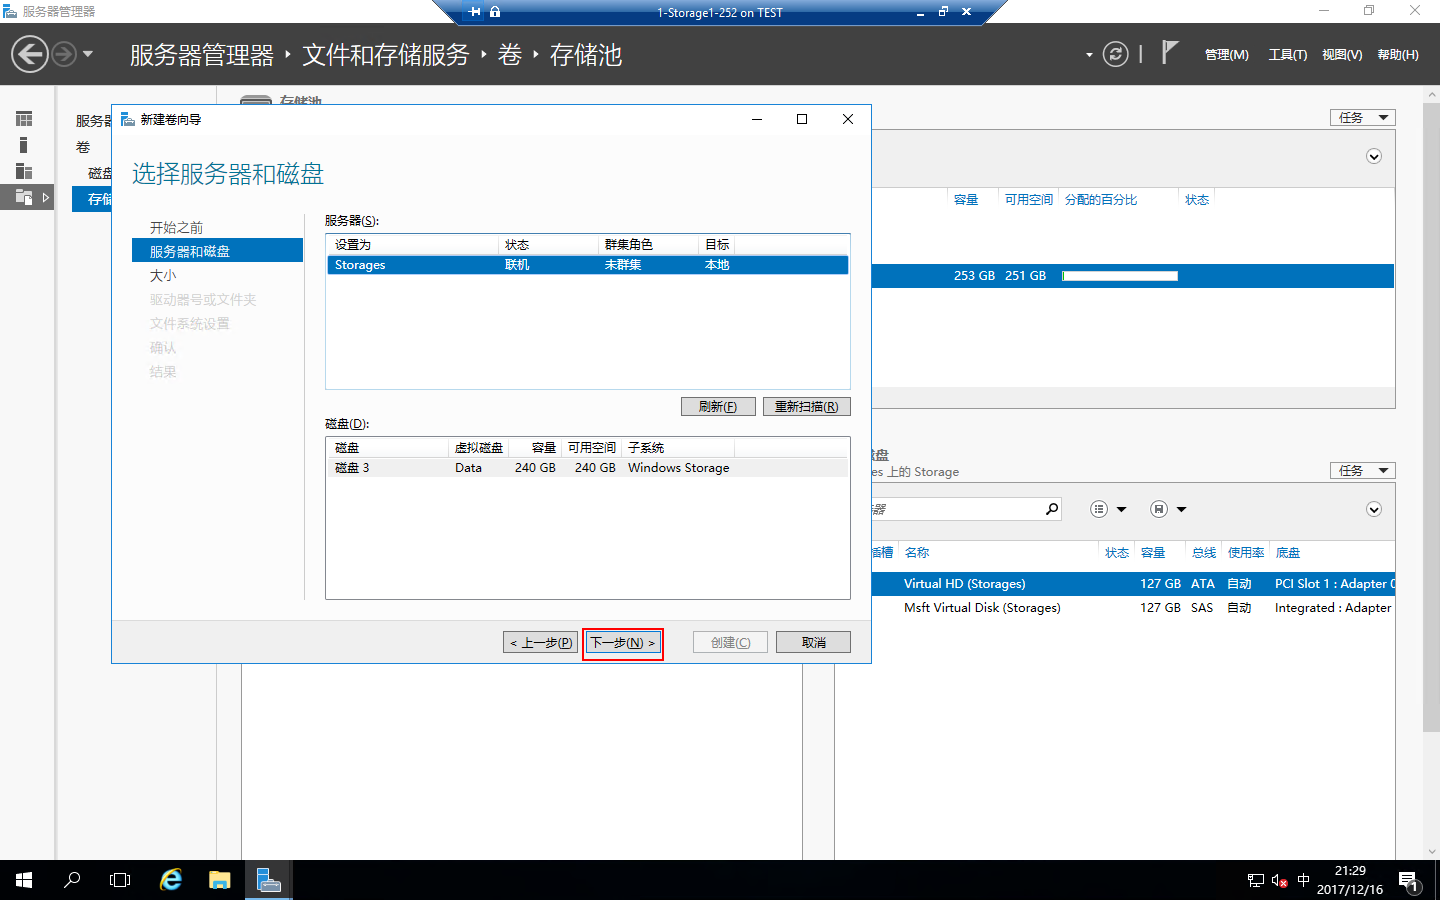 服务器管理器
1-Storage1-252 on TEST
服务器管理器 文件和存储服务 卷 存储池
管理(M) 工具(T) 视图(V) 帮助(H)
存储池
服务器
卷
磁盘
存储
任务
容量 可用空间 分配的百分比 状态
253 GB 251 GB
新建卷向导
选择服务器和磁盘
开始之前
服务器和磁盘
大小
驱动器号或文件夹
文件系统设置
确认
结果
服务器(S):
设置为 状态 群集角色 目标
Storages 联机 未群集 本地
刷新(F) 重新扫描(R)
磁盘(D):
磁盘 虚拟磁盘 容量 可用空间 子系统
磁盘 3 Data 240 GB 240 GB Windows Storage
< 上一步(P) 下一步(N) > 创建(C) 取消
盘
es 上的 Storage
任务
器
插槽 名称 状态 容量 总线 使用率 底盘
Virtual HD (Storages) 127 GB ATA 自动 PCI Slot 1 : Adapter 0
Msft Virtual Disk (Storages) 127 GB SAS 自动 Integrated : Adapter
中
21:29
2017/12/16
1